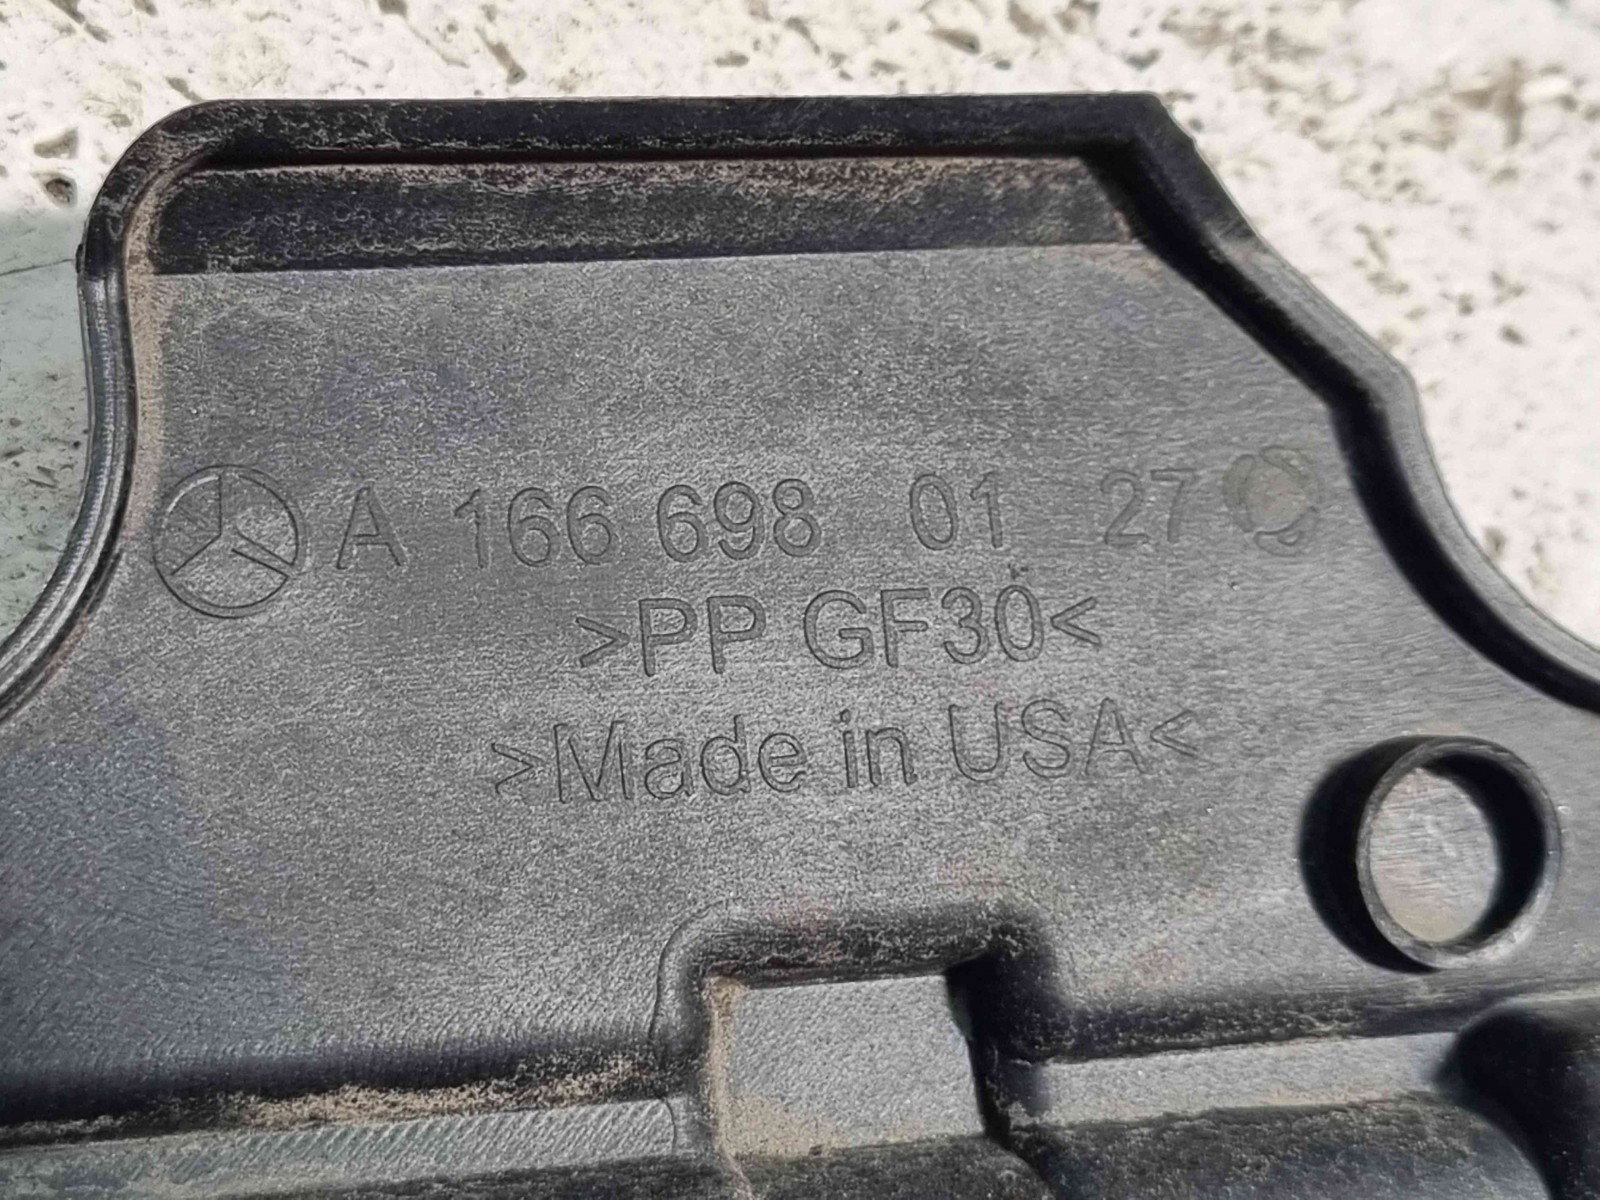 A 166 698 01 27
>PP GF30<
>Made in USA<